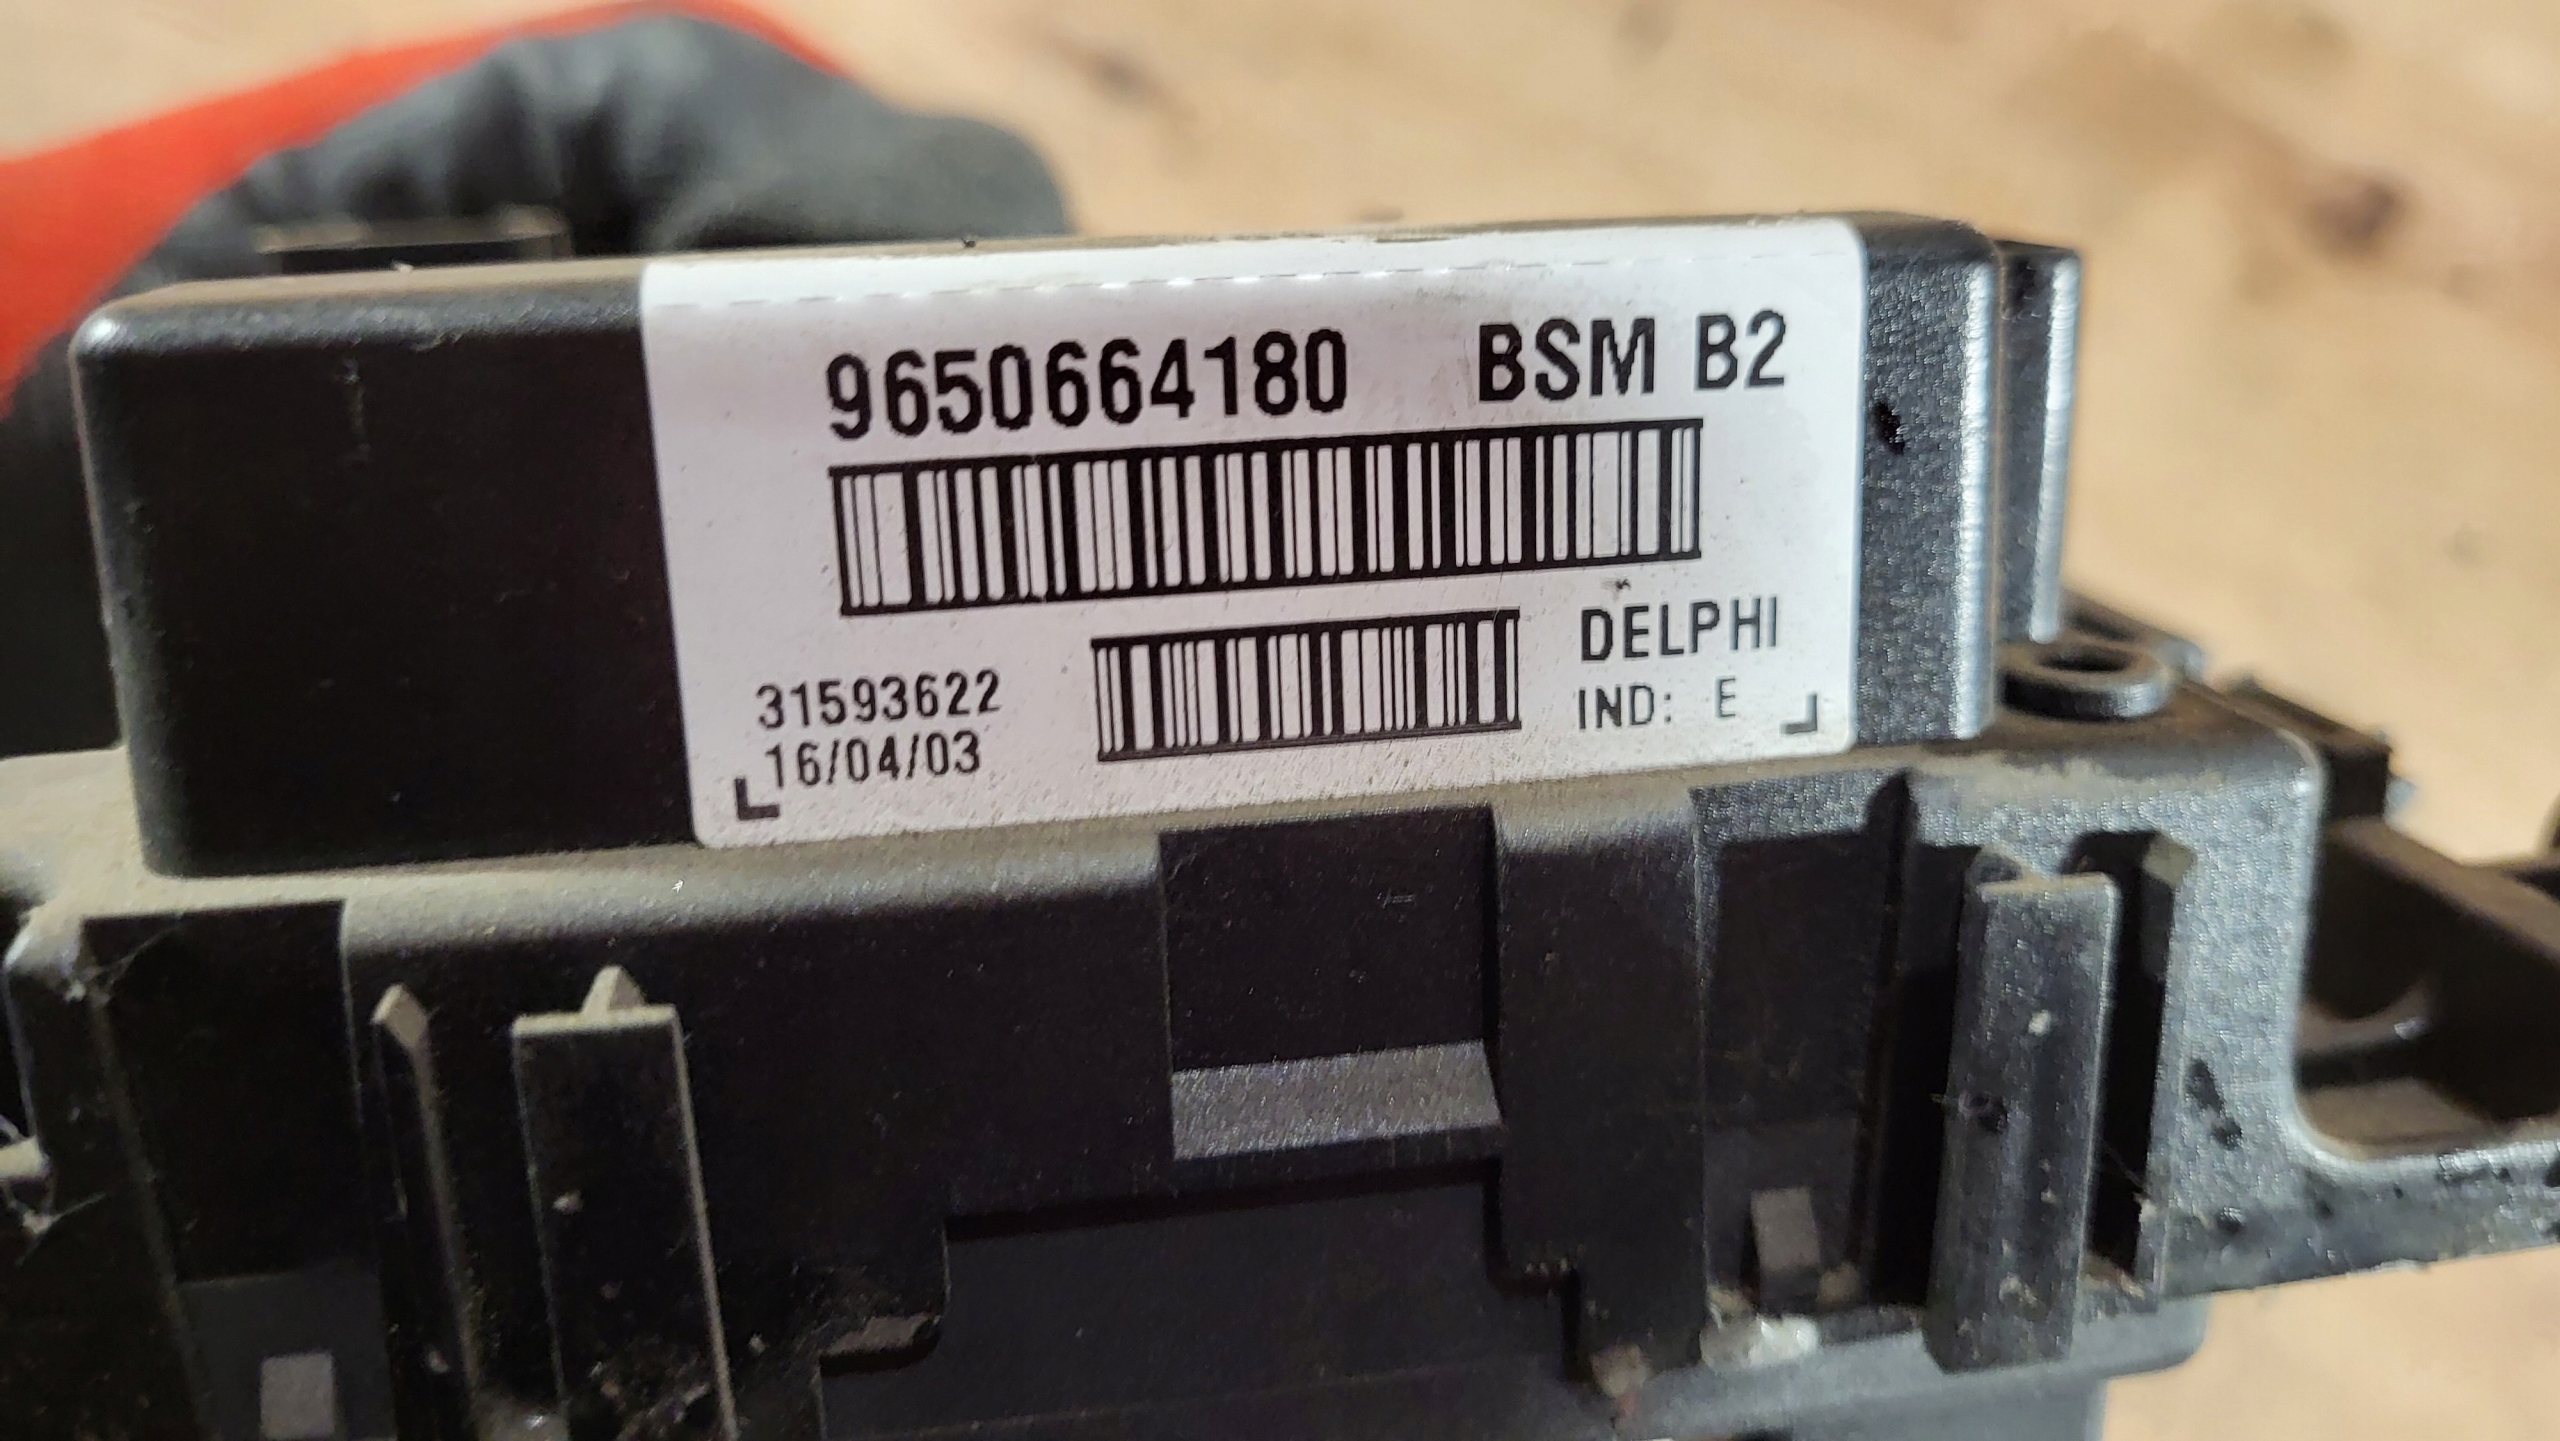 9650664180 BSM B2
DELPHI
31593622
IND: E
16/04/03